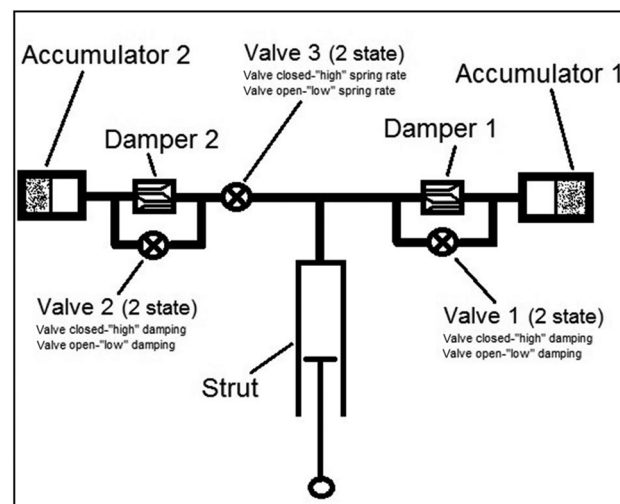 Accumulator 2
Valve 3 (2 state)
Valve closed-"high" spring rate
Valve open-"low" spring rate
Accumulator 1
Damper 2
Damper 1
Valve 2 (2 state)
Valve closed-"high" damping
Valve open-"low" damping
Valve 1 (2 state)
Valve closed-"high" damping
Valve open-"low" damping
Strut